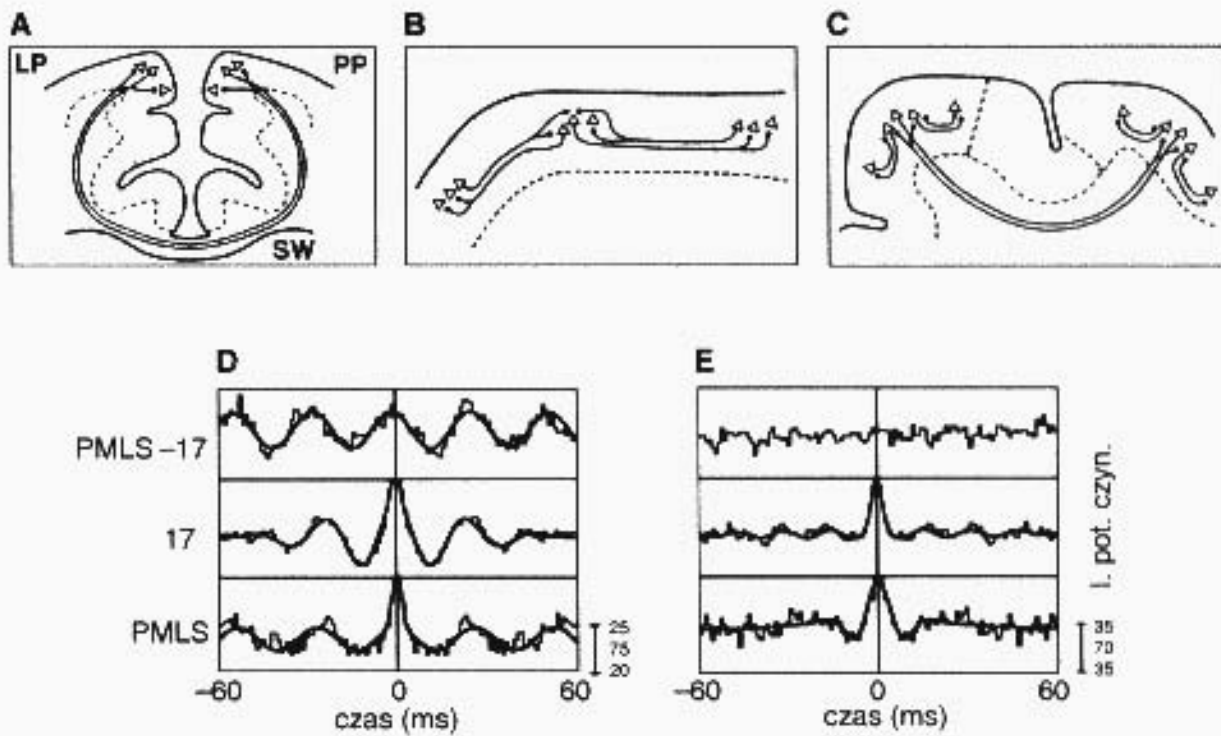 A
B
C
LP
PP
SW
D
E
PMLS –17
17
PMLS
25
75
20
–60
0
60
czas (ms)
l. pot. czyn.
35
70
35
–60
0
60
czas (ms)